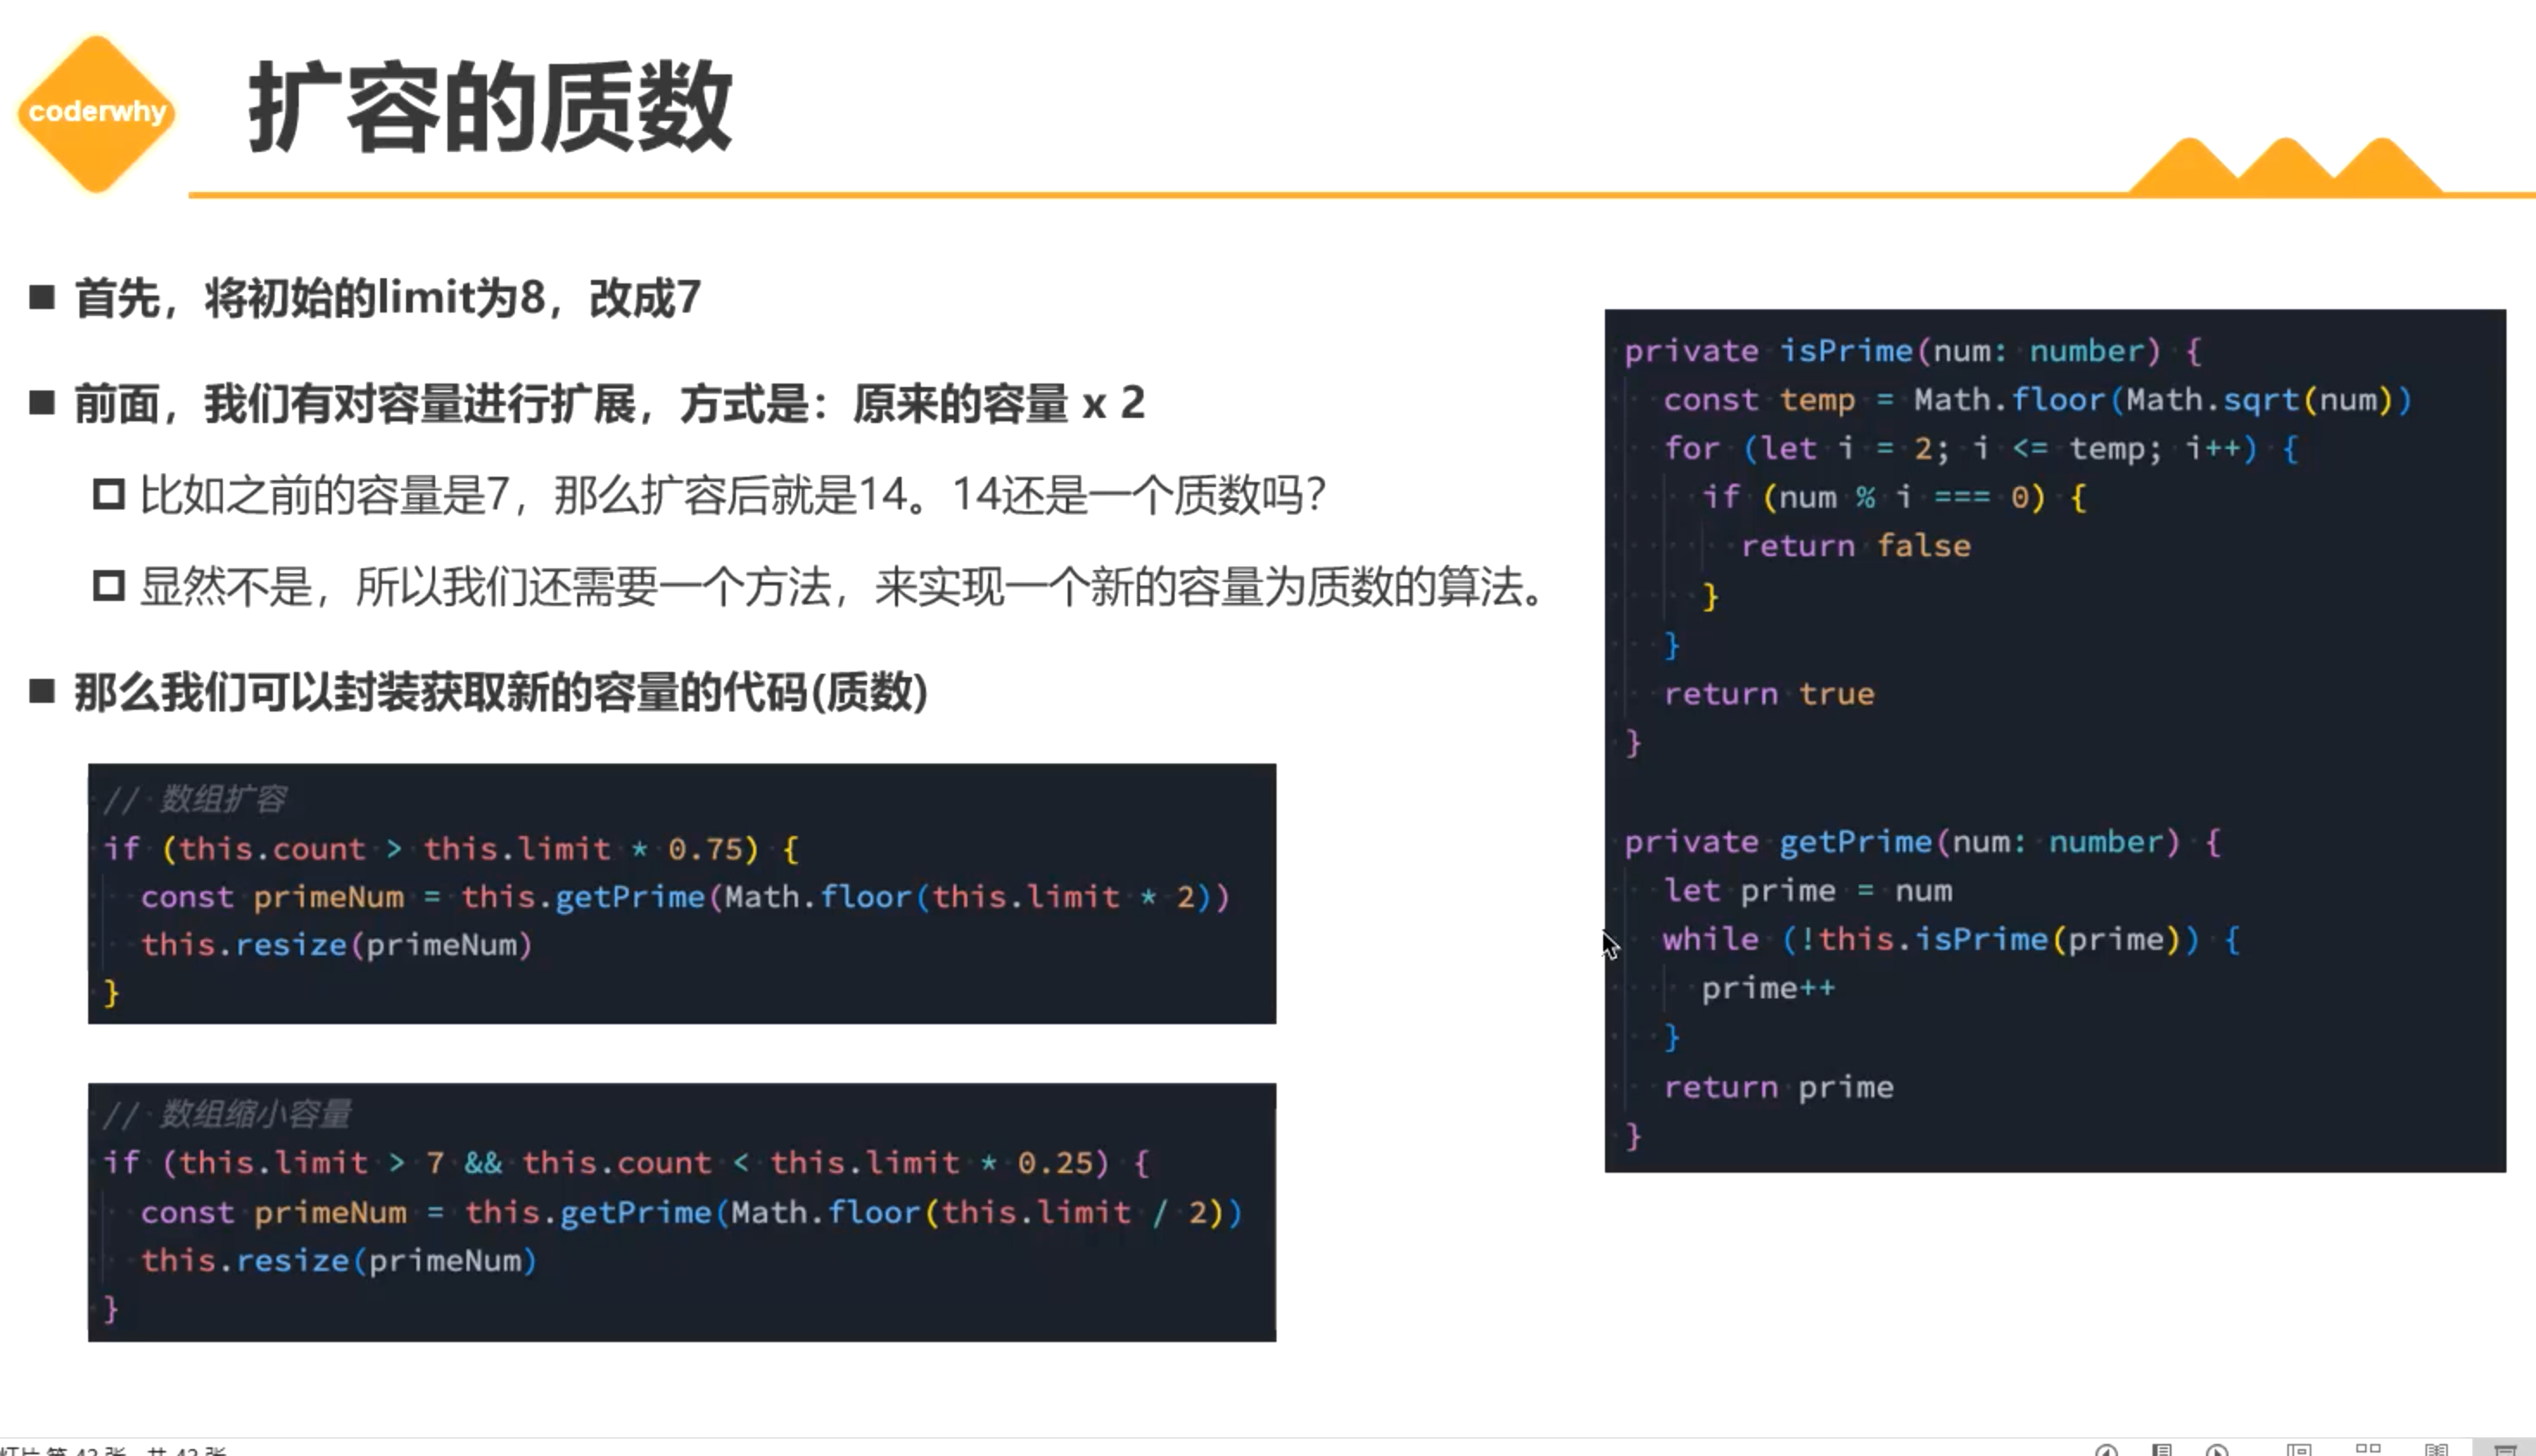 coderwhy
扩容的质数
■ 首先，将初始的limit为8，改成7
■ 前面，我们有对容量进行扩展，方式是：原来的容量 x 2
比如之前的容量是7，那么扩容后就是14。14还是一个质数吗？
显然不是，所以我们还需要一个方法，来实现一个新的容量为质数的算法。
■ 那么我们可以封装获取新的容量的代码(质数)
// 数组扩容
if (this.count > this.limit * 0.75) {
const primeNum = this.getPrime(Math.floor(this.limit * 2))
this.resize(primeNum)
}
// 数组缩小容量
if (this.limit > 7 && this.count < this.limit * 0.25) {
const primeNum = this.getPrime(Math.floor(this.limit / 2))
this.resize(primeNum)
}
private isPrime(num: number) {
const temp = Math.floor(Math.sqrt(num))
for (let i = 2; i <= temp; i++) {
if (num % i === 0) {
return false
}
}
return true
}
private getPrime(num: number) {
let prime = num
while (!this.isPrime(prime)) {
prime++
}
return prime
}